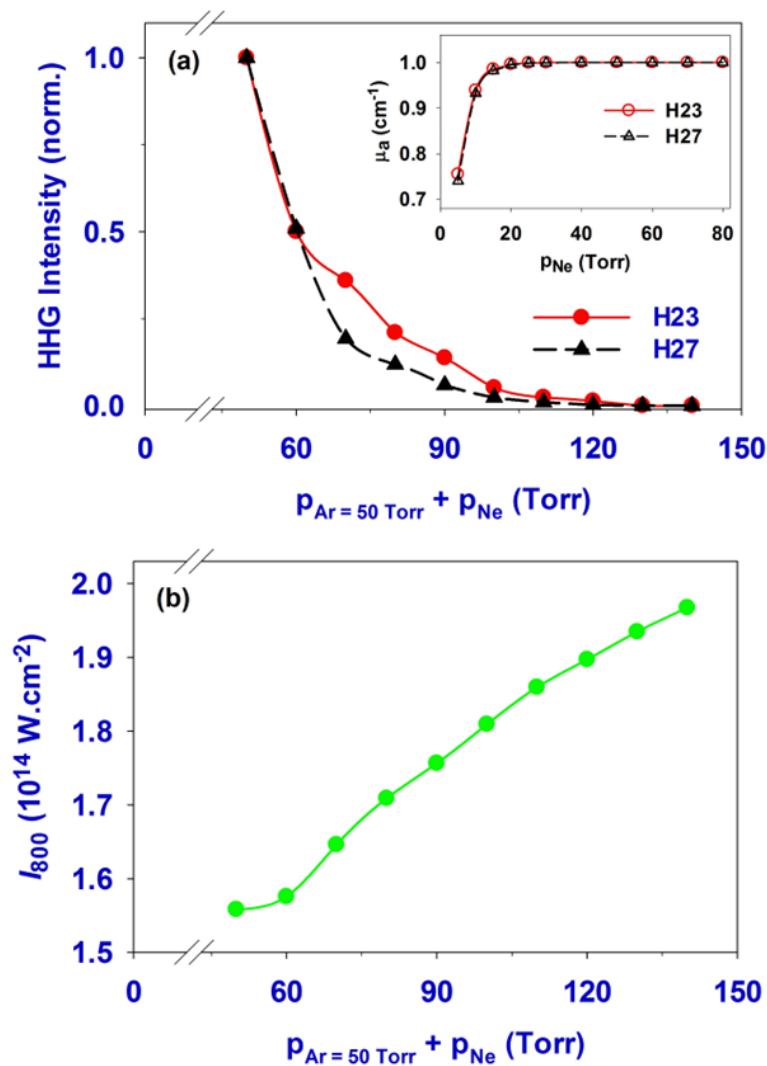 (a)
HHG Intensity (norm.)
1.0
0.5
0.0
μa (cm-1)
1.0
0.9
0.8
0.7
H23
H27
0 20 40 60 80
pNe (Torr)
H23
H27
0 60 90 120 150
pAr = 50 Torr + pNe (Torr)
(b)
I800 (1014 W.cm-2)
2.0
1.9
1.8
1.7
1.6
1.5
0 60 90 120 150
pAr = 50 Torr + pNe (Torr)